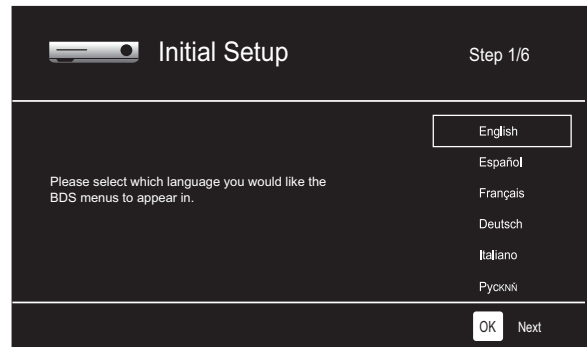 Initial Setup
Step 1/6
Please select which language you would like the
BDS menus to appear in.
English
Español
Français
Deutsch
Italiano
Русκνñ
OK Next